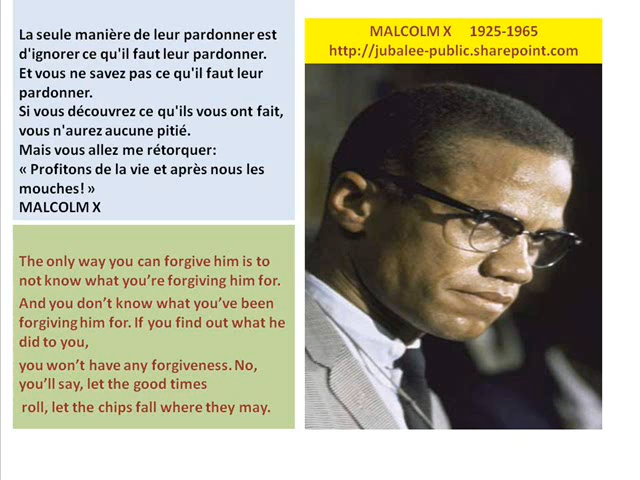 La seule manière de leur pardonner est
d'ignorer ce qu'il faut leur pardonner.
Et vous ne savez pas ce qu'il faut leur
pardonner.
Si vous découvrez ce qu'ils vous ont fait,
vous n'aurez aucune pitié.
Mais vous allez me rétorquer:
« Profitons de la vie et après nous les
mouches! »
MALCOLM X
The only way you can forgive him is to
not know what you’re forgiving him for.
And you don’t know what you’ve been
forgiving him for. If you find out what he
did to you,
you won’t have any forgiveness. No,
you’ll say, let the good times
roll, let the chips fall where they may.
MALCOLM X 1925-1965
http://jubalee-public.sharepoint.com